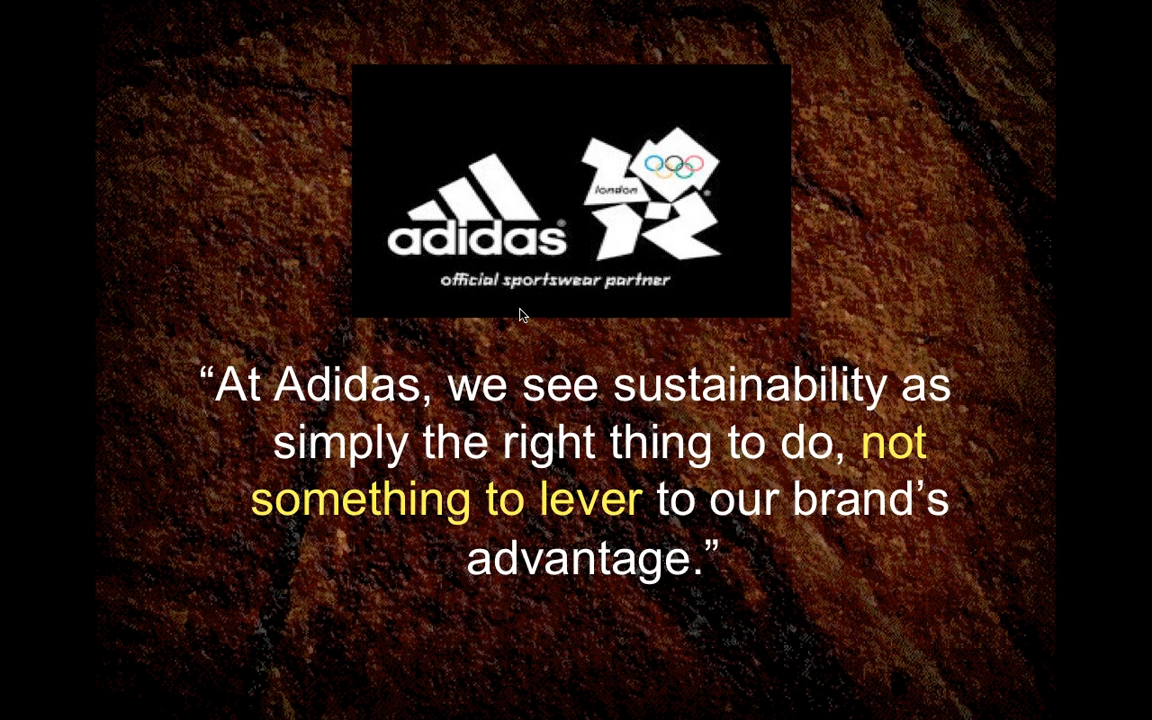 london
adidas
official sportswear partner
“At Adidas, we see sustainability as
simply the right thing to do, not
something to lever to our brand’s
advantage.”